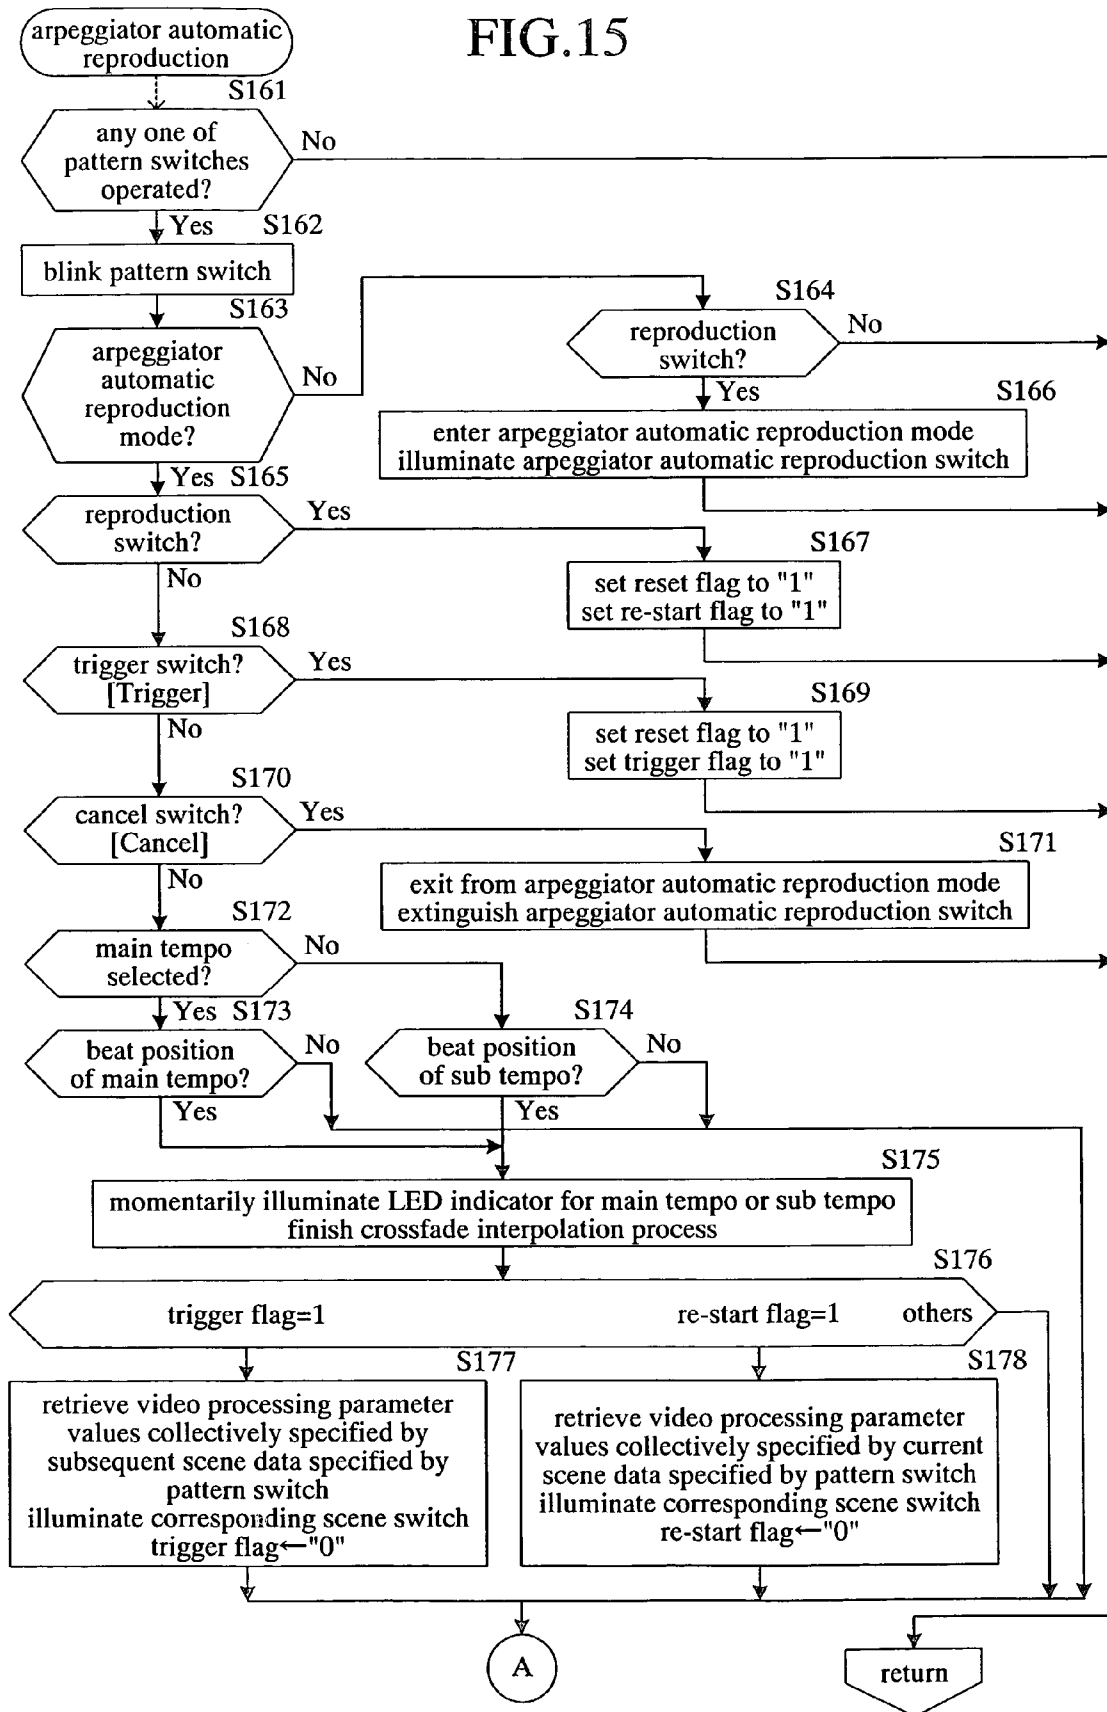 FIG.15
arpeggiator automatic
reproduction
S161
any one of
pattern switches
operated?
No
Yes
S162
blink pattern switch
S163
arpeggiator
automatic
reproduction
mode?
No
S164
reproduction
switch?
No
Yes
S166
enter arpeggiator automatic reproduction mode
illuminate arpeggiator automatic reproduction switch
Yes
S165
reproduction
switch?
Yes
No
S167
set reset flag to "1"
set re-start flag to "1"
S168
trigger switch?
[Trigger]
Yes
No
S169
set reset flag to "1"
set trigger flag to "1"
S170
cancel switch?
[Cancel]
Yes
No
S171
exit from arpeggiator automatic reproduction mode
extinguish arpeggiator automatic reproduction switch
S172
main tempo
selected?
No
Yes
S173
beat position
of main tempo?
No
Yes
S174
beat position
of sub tempo?
No
Yes
S175
momentarily illuminate LED indicator for main tempo or sub tempo
finish crossfade interpolation process
S176
trigger flag=1 re-start flag=1 others
S177
retrieve video processing parameter
values collectively specified by
subsequent scene data specified by
pattern switch
illuminate corresponding scene switch
trigger flag←"0"
S178
retrieve video processing parameter
values collectively specified by current
scene data specified by pattern switch
illuminate corresponding scene switch
re-start flag←"0"
A
return